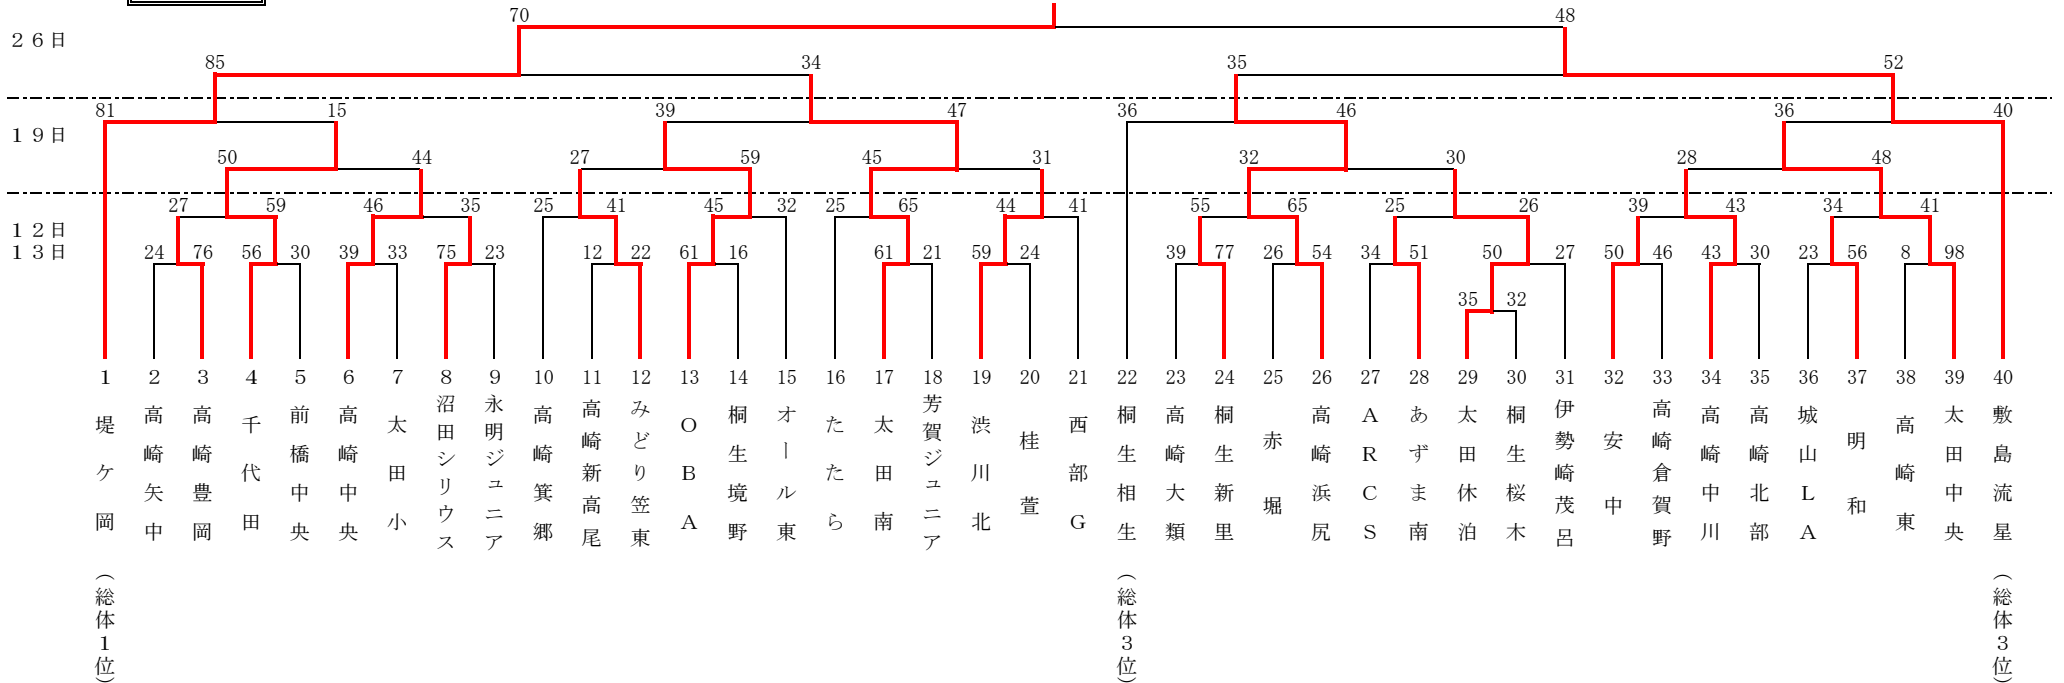 70 48
２６日
85 34 35 52
81 15 39 47 36 46 36 40
１９日
50 44 27 59 45 31 32 30 28 48
27 59 46 35 25 41 45 32 25 65 44 41 55 65 25 26 39 43 34 41
１２日
１３日
24 76 56 30 39 33 75 23 12 22 61 16 61 21 59 24 39 77 26 54 34 51 50 27 50 46 43 30 23 56 8 98
35 32
1 2 3 4 5 6 7 8 9 10 11 12 13 14 15 16 17 18 19 20 21 22 23 24 25 26 27 28 29 30 31 32 33 34 35 36 37 38 39 40
堤ケ岡（総体１位）
高崎矢中
高崎豊岡
千代田
前橋中央
高崎中央
太田小
沼田シリウス
永明ジュニア
高崎箕郷
高崎新高尾
みどり笠東
ＯＢＡ
桐生境野
オール東
たたら
太田南
芳賀ジュニア
渋川北
桂萱
西部Ｇ
桐生相生（総体３位）
高崎大類
桐生新里
赤堀
高崎浜尻
ＡＲＣＳ
あずま南
太田休泊
桐生桜木
伊勢崎茂呂
安中
高崎倉賀野
高崎中川
高崎北部
城山ＬＡ
明和
高崎東
太田中央
敷島流星（総体３位）